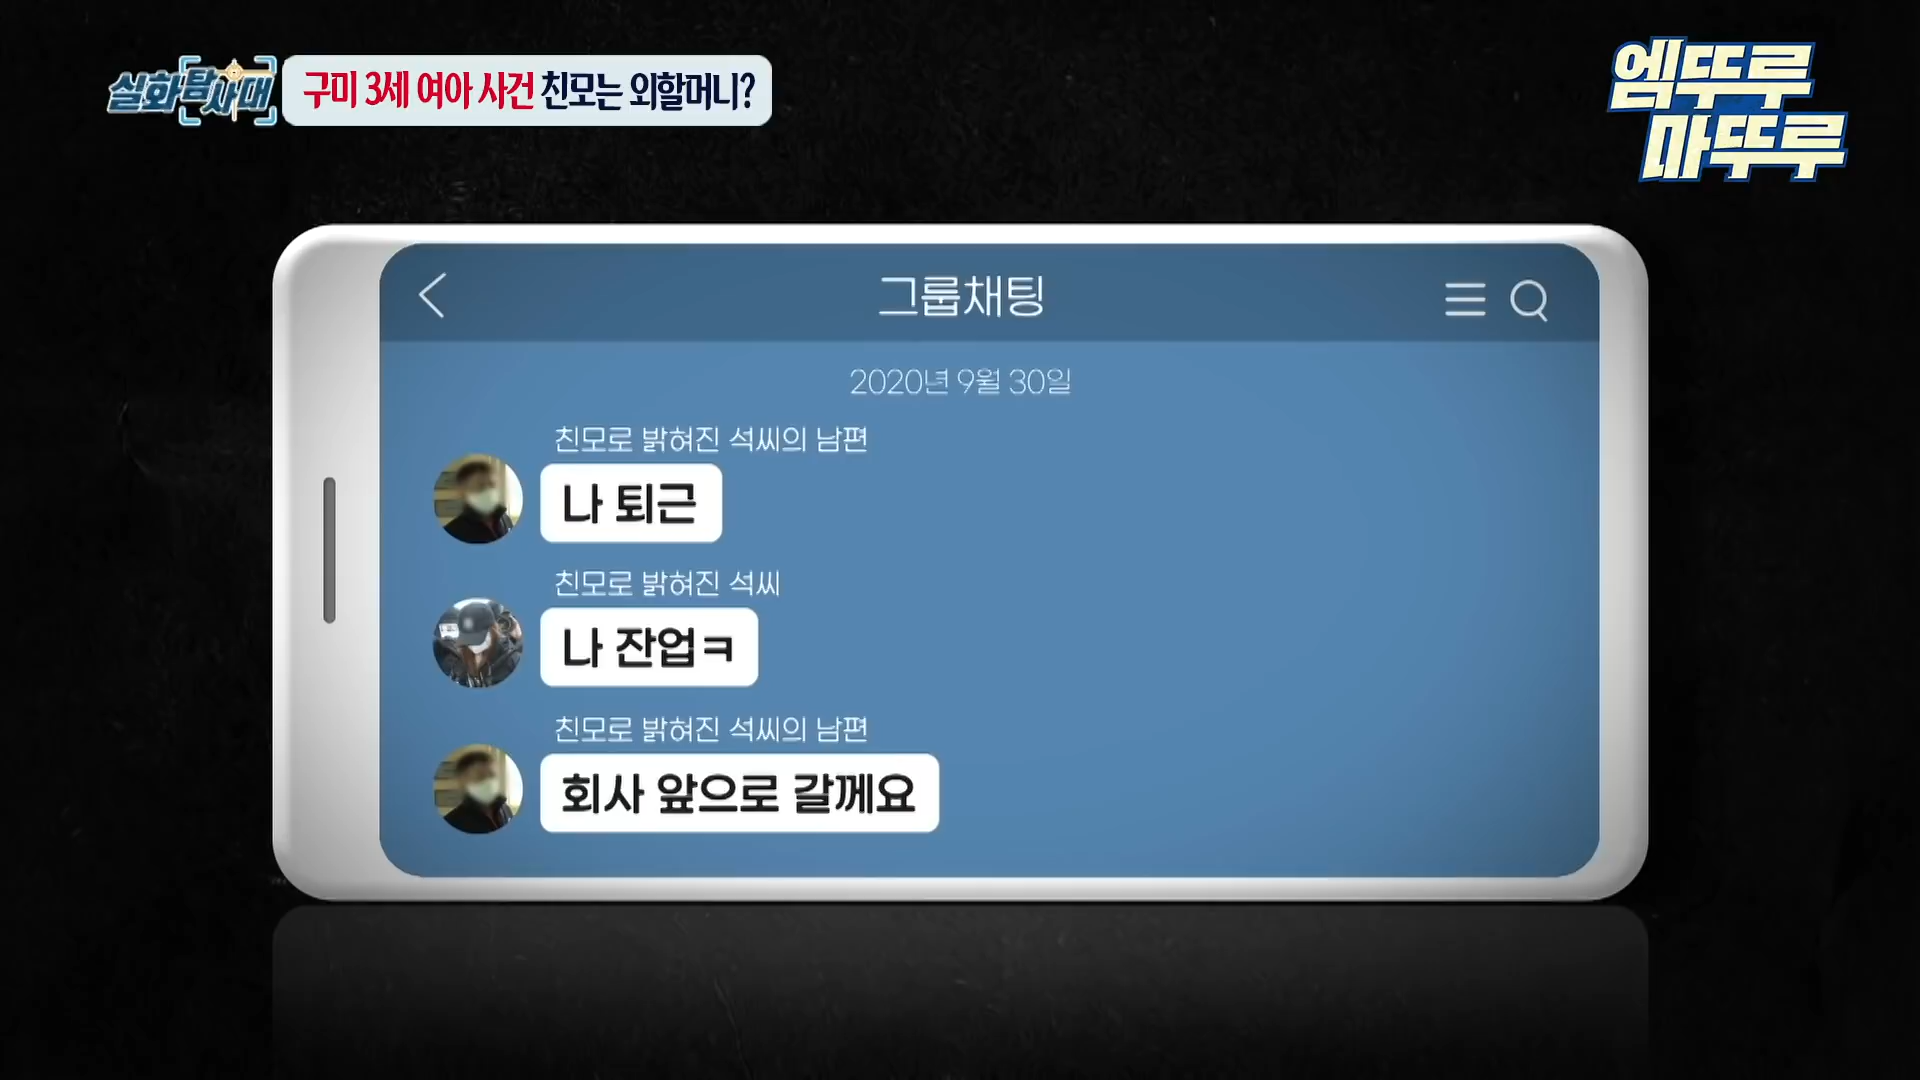 실화탐사대
구미 3세 여아 사건 친모는 외할머니?
엠뚜루
마뚜루
그룹채팅
2020년 9월 30일
친모로 밝혀진 석씨의 남편
나 퇴근
친모로 밝혀진 석씨
나 잔업ㅋ
친모로 밝혀진 석씨의 남편
회사 앞으로 갈께요